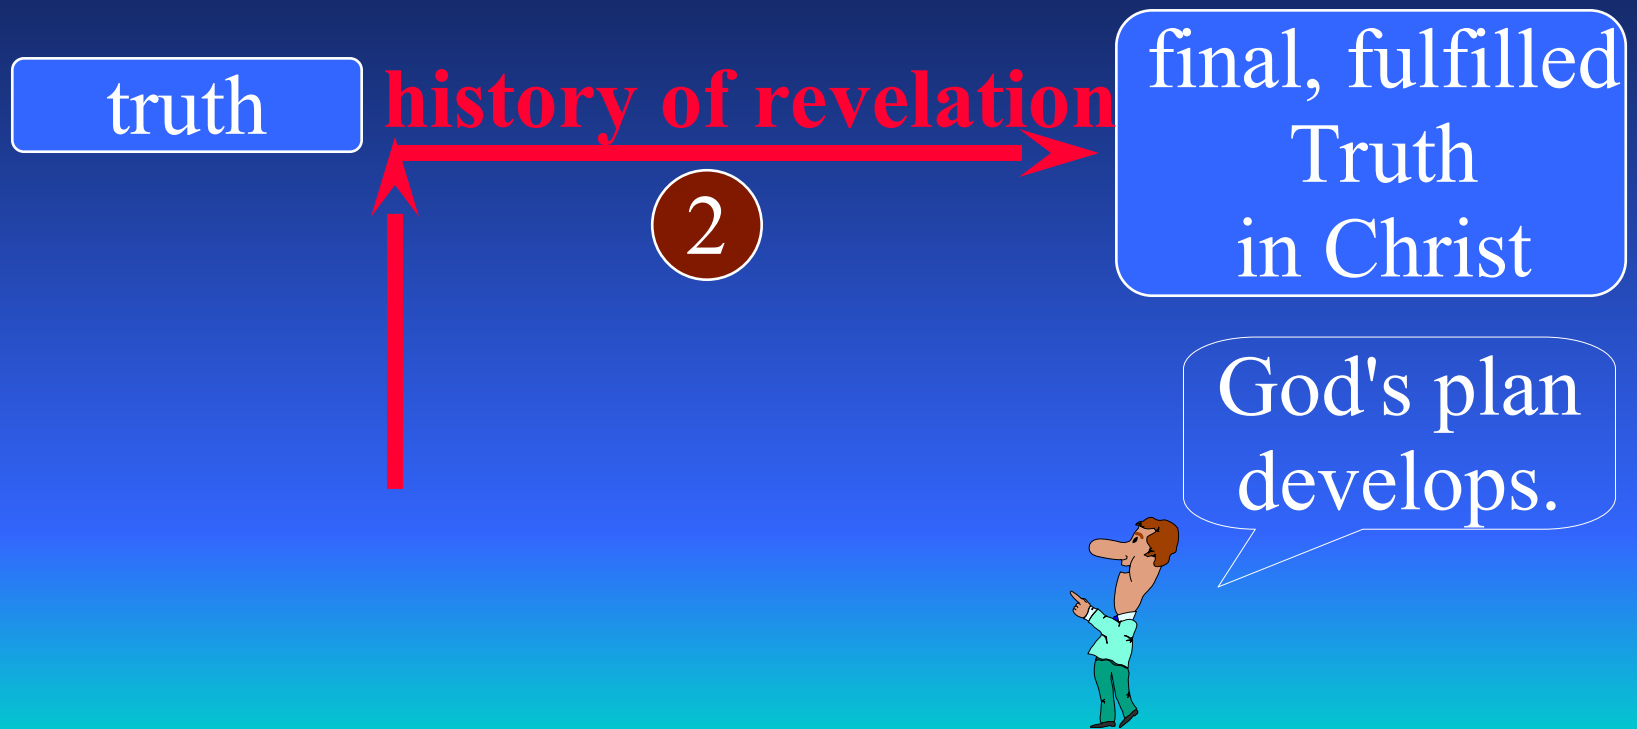 truth
history of revelation
2
final, fulfilled
Truth
in Christ
God's plan
develops.